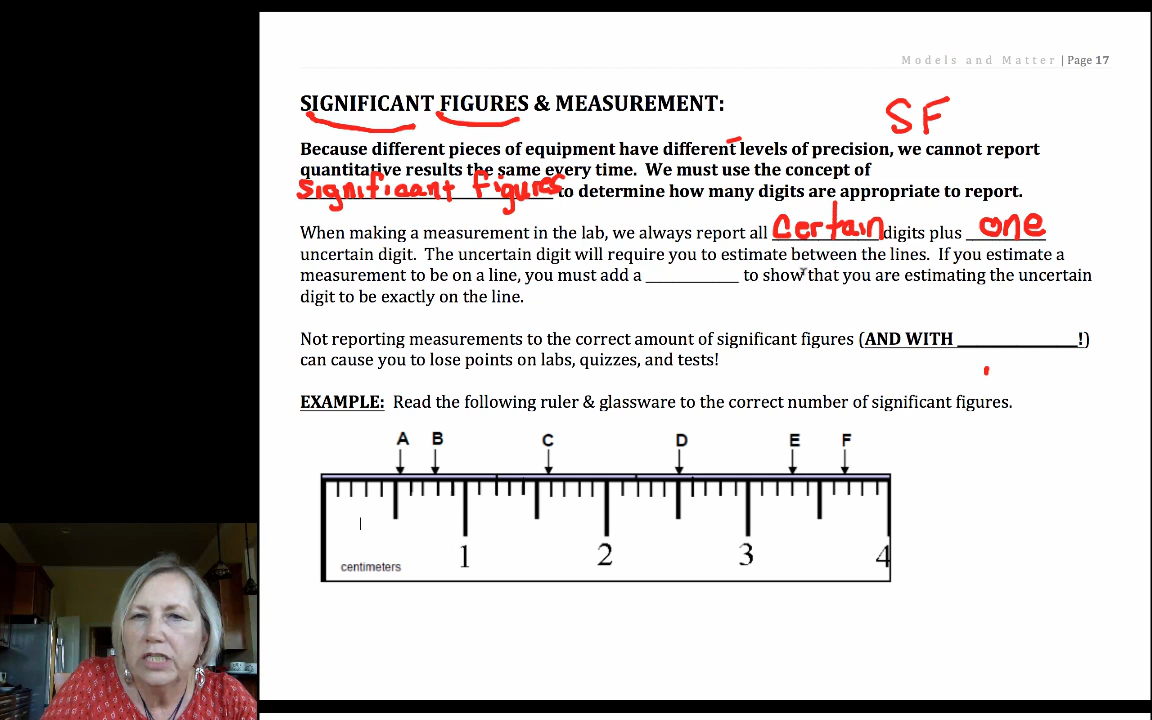 Models and Matter | Page 17
SIGNIFICANT FIGURES & MEASUREMENT:
SF
Because different pieces of equipment have different levels of precision, we cannot report
quantitative results the same every time. We must use the concept of
significant figures to determine how many digits are appropriate to report.
When making a measurement in the lab, we always report all certain digits plus one
uncertain digit. The uncertain digit will require you to estimate between the lines. If you estimate a
measurement to be on a line, you must add a ___________ to show that you are estimating the uncertain
digit to be exactly on the line.
Not reporting measurements to the correct amount of significant figures (AND WITH ______________!)
can cause you to lose points on labs, quizzes, and tests!
EXAMPLE: Read the following ruler & glassware to the correct number of significant figures.
A B C D E F
1 2 3 4
centimeters